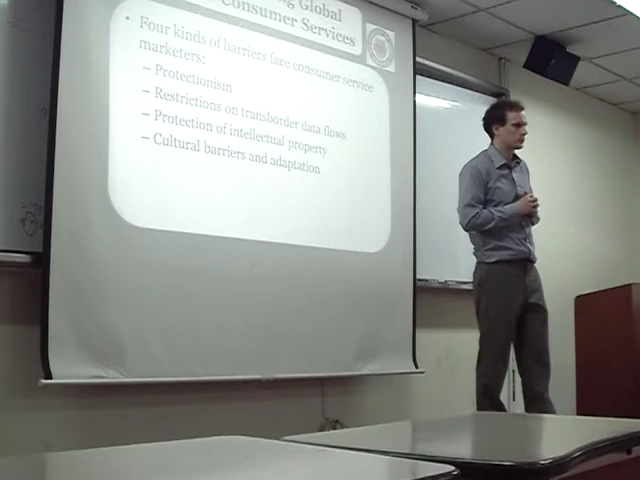 Global
Consumer Services
• Four kinds of barriers face consumer service
marketers:
– Protectionism
– Restrictions on transborder data flows
– Protection of intellectual property
– Cultural barriers and adaptation